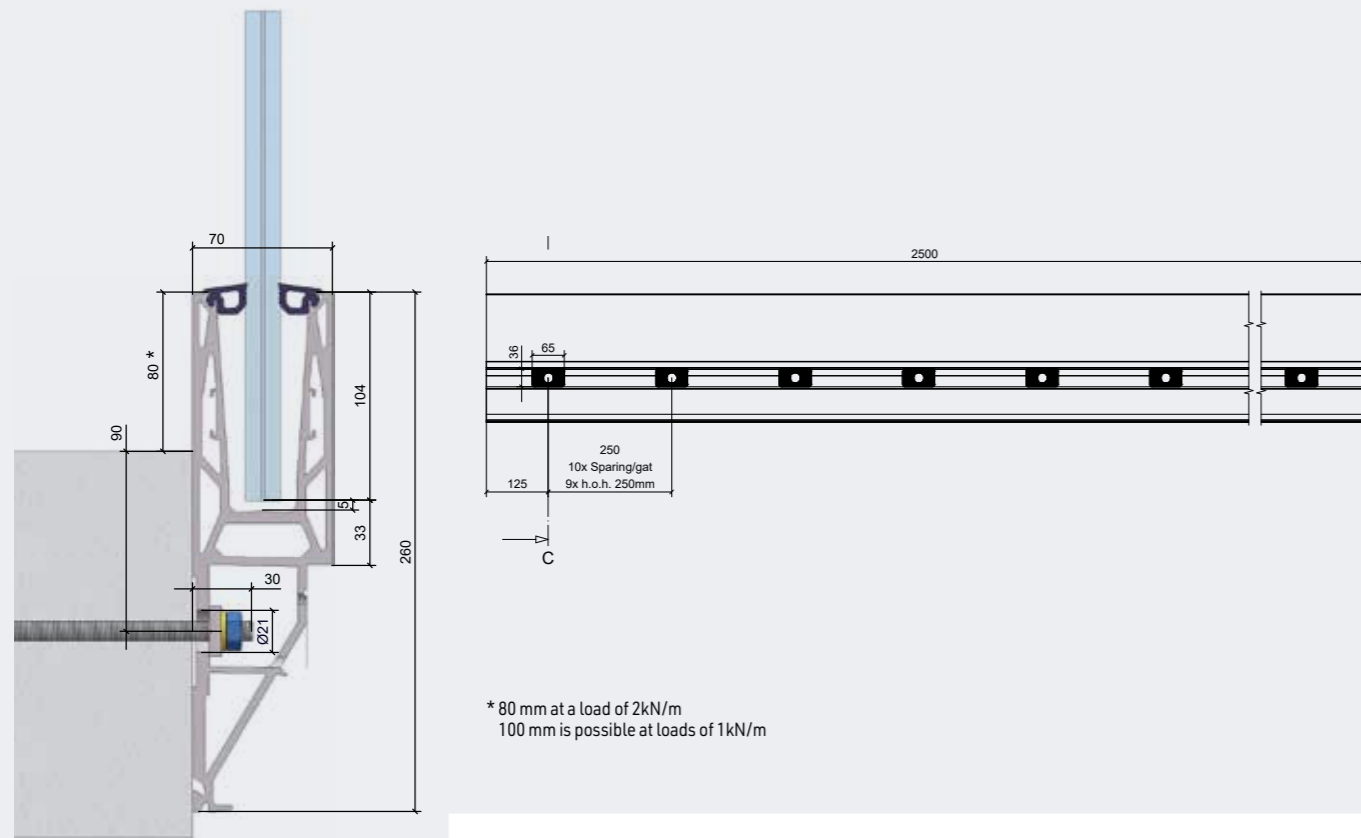 70
80 *
90
104
5
33
260
30
Ø21
2500
36
65
250
10x Sparing/gat
9x h.o.h. 250mm
125
C
* 80 mm at a load of 2kN/m
100 mm is possible at loads of 1kN/m